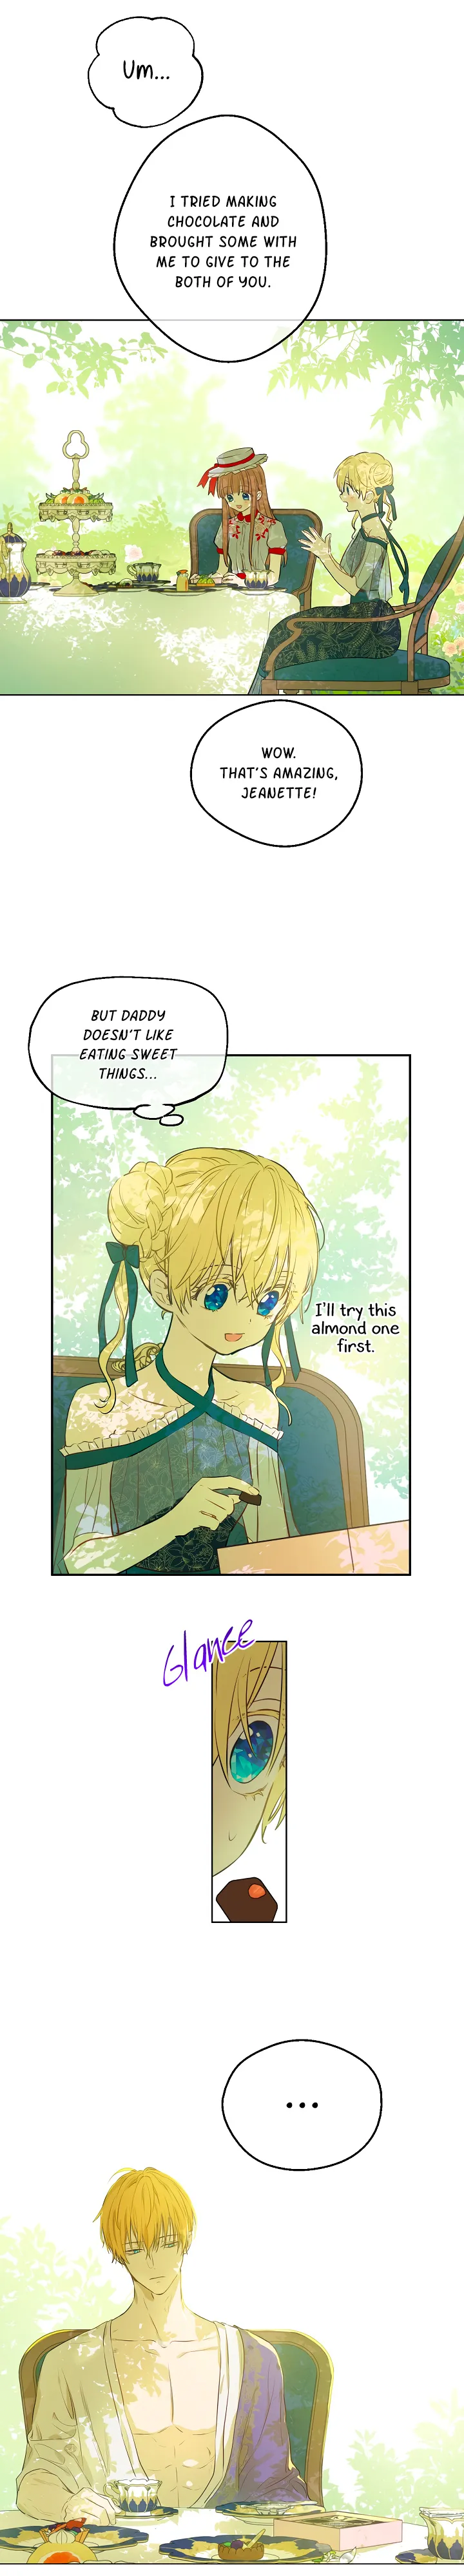 Um...
I TRIED MAKING
CHOCOLATE AND
BROUGHT SOME WITH
ME TO GIVE TO THE
BOTH OF YOU.
WOW.
THAT'S AMAZING,
JEANETTE!
BUT DADDY
DOESN'T LIKE
EATING SWEET
THINGS...
I'll try this
almond one
first.
Glance
...